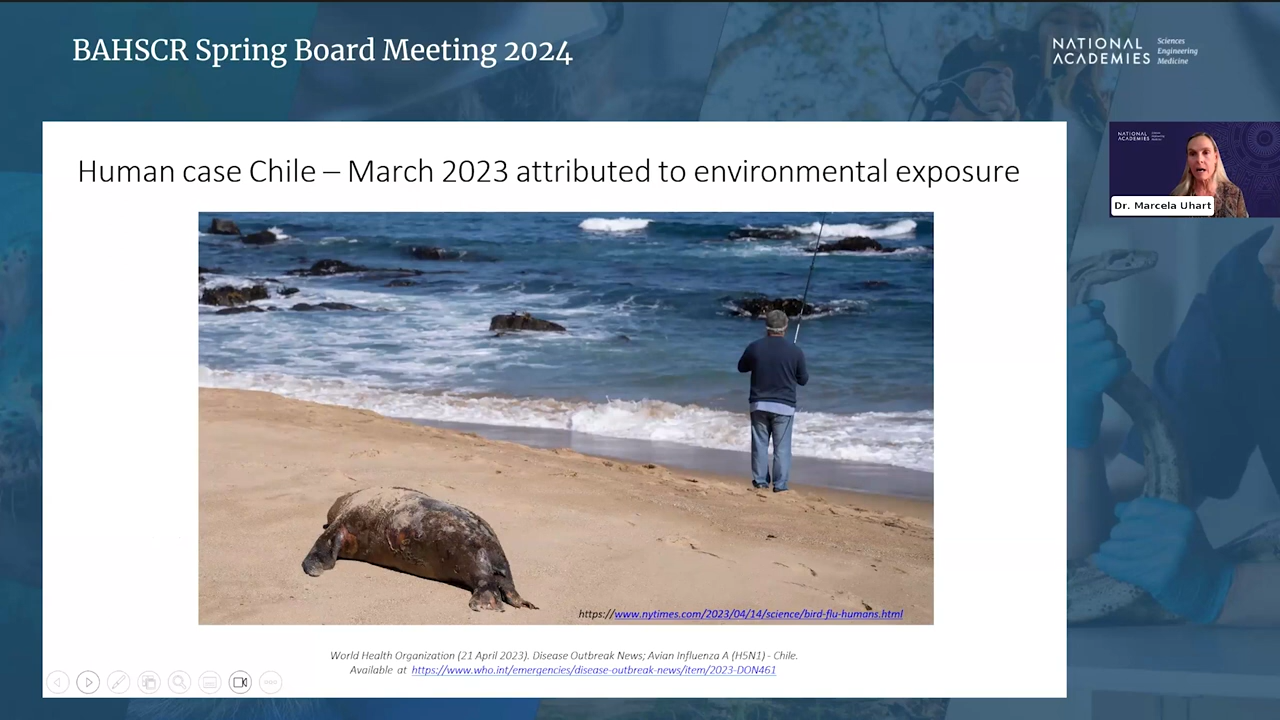 BAHSCR Spring Board Meeting 2024
NATIONAL
ACADEMIES
Sciences
Engineering
Medicine
Human case Chile – March 2023 attributed to environmental exposure
NATIONAL
ACADEMIES
Dr. Marcela Uhart
https://www.nytimes.com/2023/04/14/science/bird-flu-humans.html
World Health Organization (21 April 2023). Disease Outbreak News; Avian Influenza A (H5N1) - Chile.
Available at https://www.who.int/emergencies/disease-outbreak-news/item/2023-DON461